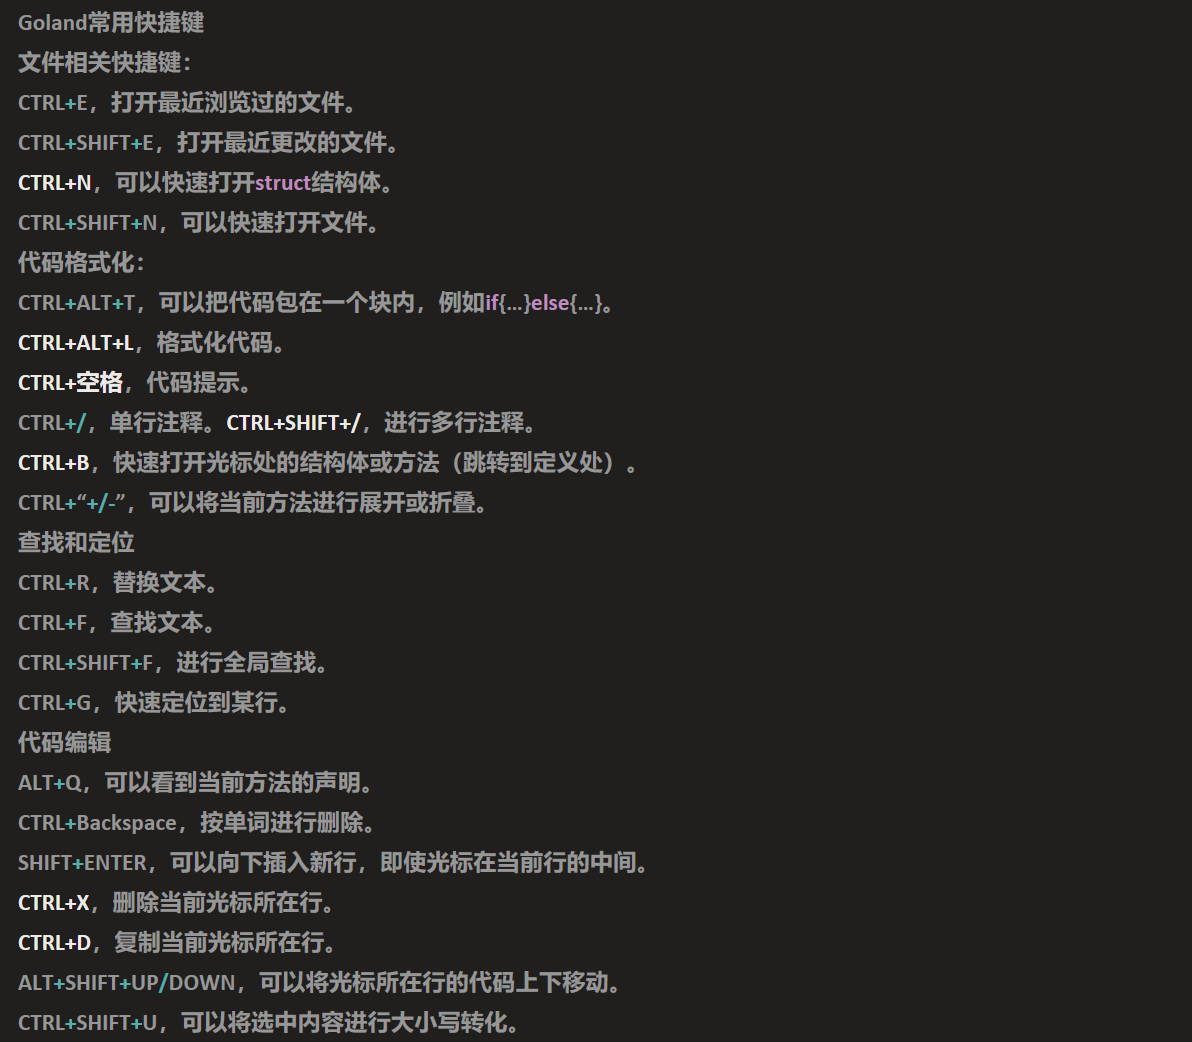 Goland常用快捷键
文件相关快捷键：
CTRL+E，打开最近浏览过的文件。
CTRL+SHIFT+E，打开最近更改的文件。
CTRL+N，可以快速打开struct结构体。
CTRL+SHIFT+N，可以快速打开文件。
代码格式化：
CTRL+ALT+T，可以把代码包在一个块内，例如if{…}else{…}。
CTRL+ALT+L，格式化代码。
CTRL+空格，代码提示。
CTRL+/，单行注释。CTRL+SHIFT+/，进行多行注释。
CTRL+B，快速打开光标处的结构体或方法（跳转到定义处）。
CTRL+“+/-”，可以将当前方法进行展开或折叠。
查找和定位
CTRL+R，替换文本。
CTRL+F，查找文本。
CTRL+SHIFT+F，进行全局查找。
CTRL+G，快速定位到某行。
代码编辑
ALT+Q，可以看到当前方法的声明。
CTRL+Backspace，按单词进行删除。
SHIFT+ENTER，可以向下插入新行，即使光标在当前行的中间。
CTRL+X，删除当前光标所在行。
CTRL+D，复制当前光标所在行。
ALT+SHIFT+UP/DOWN，可以将光标所在行的代码上下移动。
CTRL+SHIFT+U，可以将选中内容进行大小写转化。